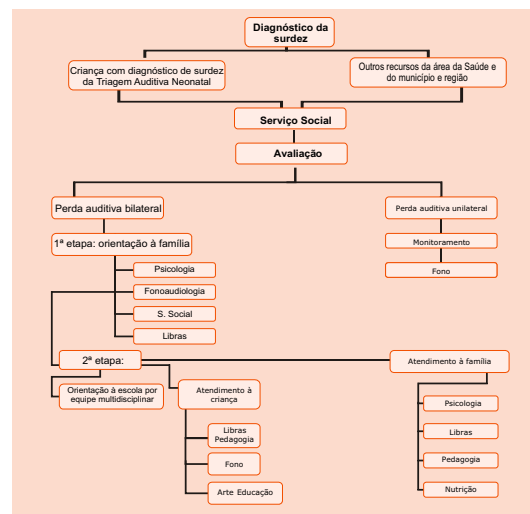 Diagnóstico da
surdez
Criança com diagnóstico de surdez
da Triagem Auditiva Neonatal
Outros recursos da área da Saúde e
do município e região
Serviço Social
Avaliação
Perda auditiva bilateral
Perda auditiva unilateral
1ª etapa: orientação à família
Monitoramento
Psicologia
Fono
Fonoaudiologia
S. Social
Libras
2ª etapa:
Atendimento à família
Orientação à escola por
equipe multidisciplinar
Atendimento à
criança
Libras
Pedagogia
Fono
Arte Educação
Psicologia
Libras
Pedagogia
Nutrição